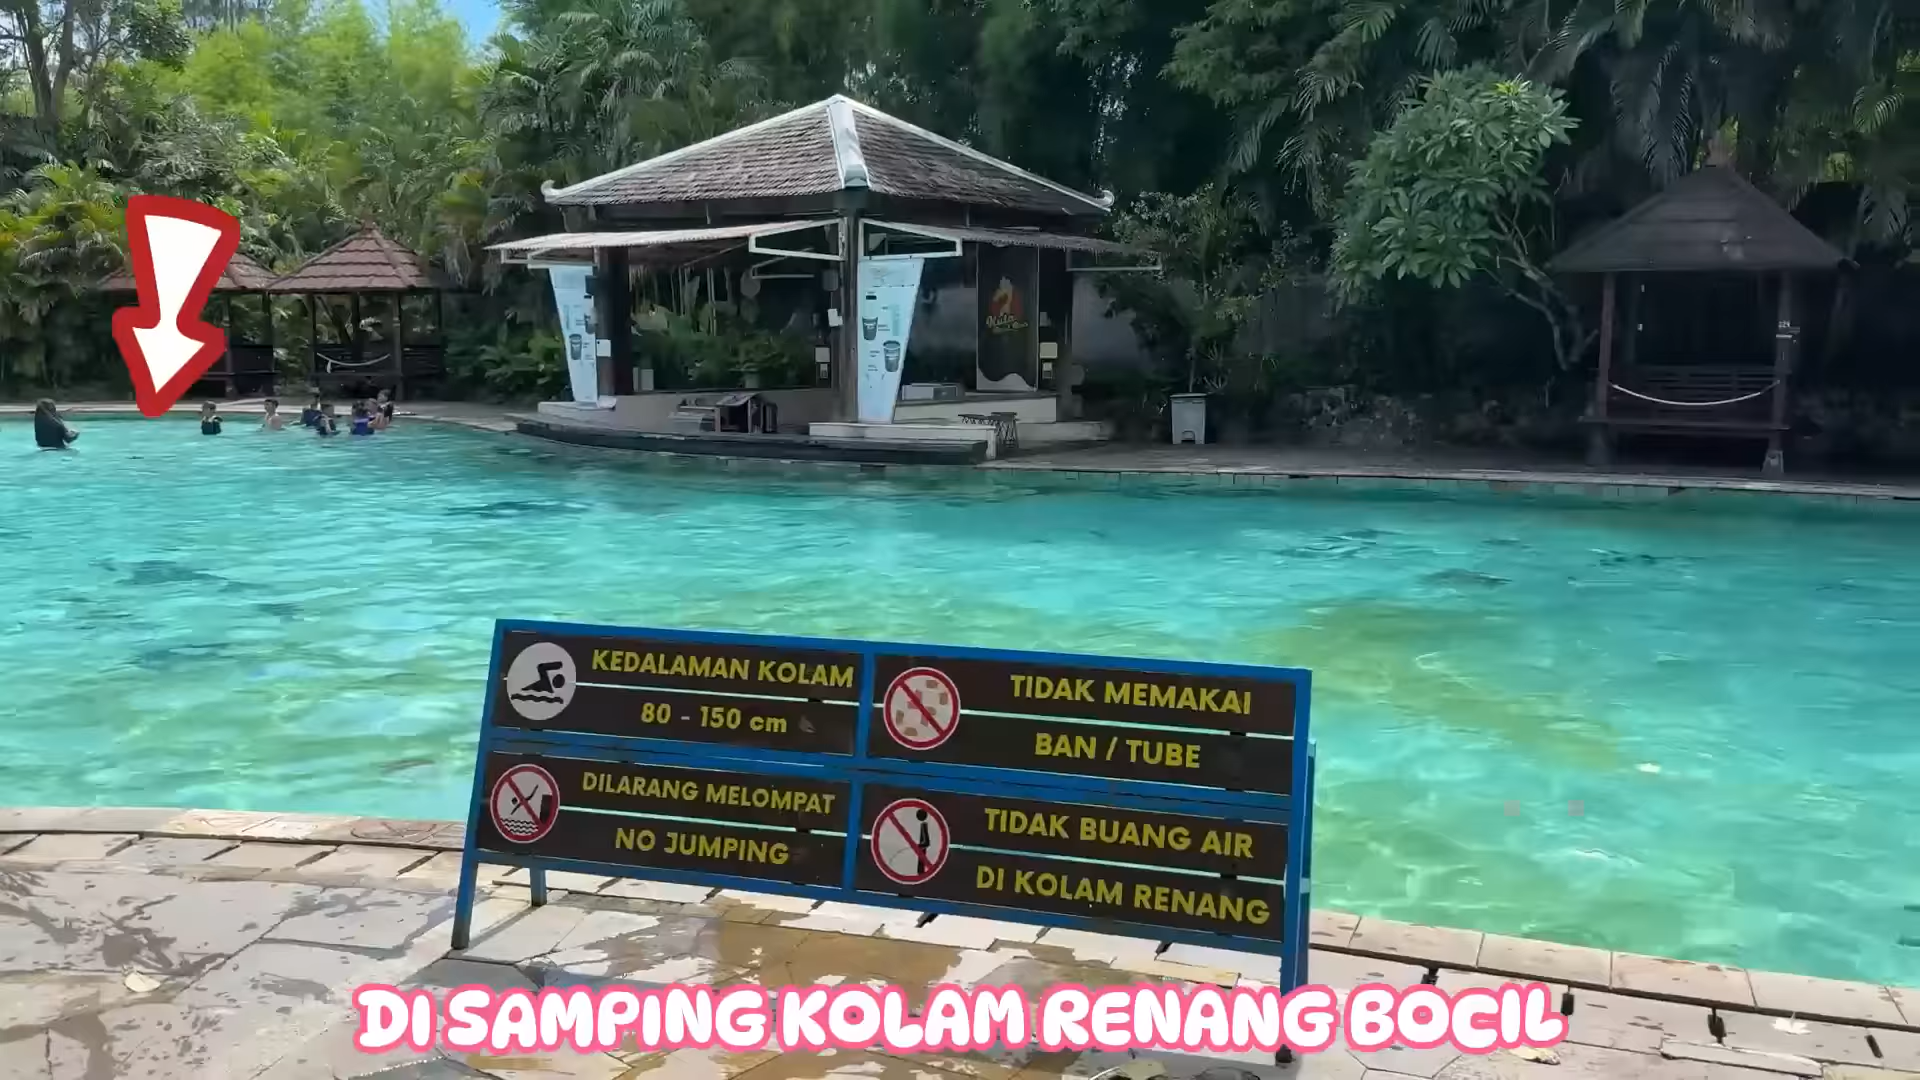 KEDALAMAN KOLAM
80 - 150 cm
TIDAK MEMAKAI
BAN / TUBE
DILARANG MELOMPAT
NO JUMPING
TIDAK BUANG AIR
DI KOLAM RENANG
DI SAMPING KOLAM RENANG BOCIL